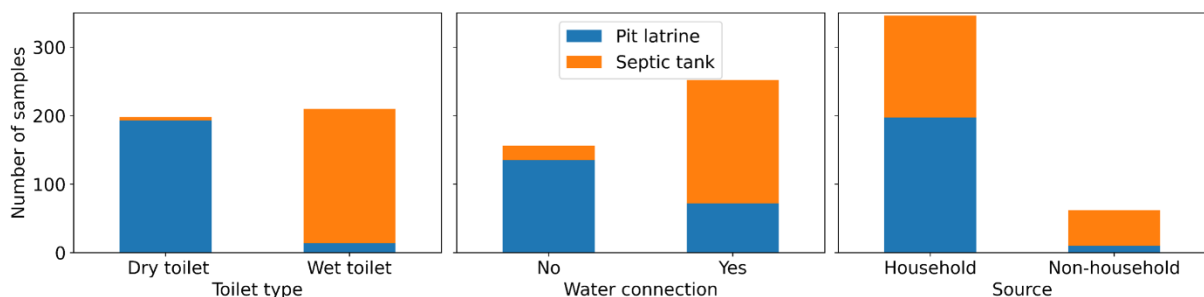 Number of samples
300
200
100
0
Dry toilet
Wet toilet
Toilet type
Pit latrine
Septic tank
No
Yes
Water connection
Household
Non-household
Source